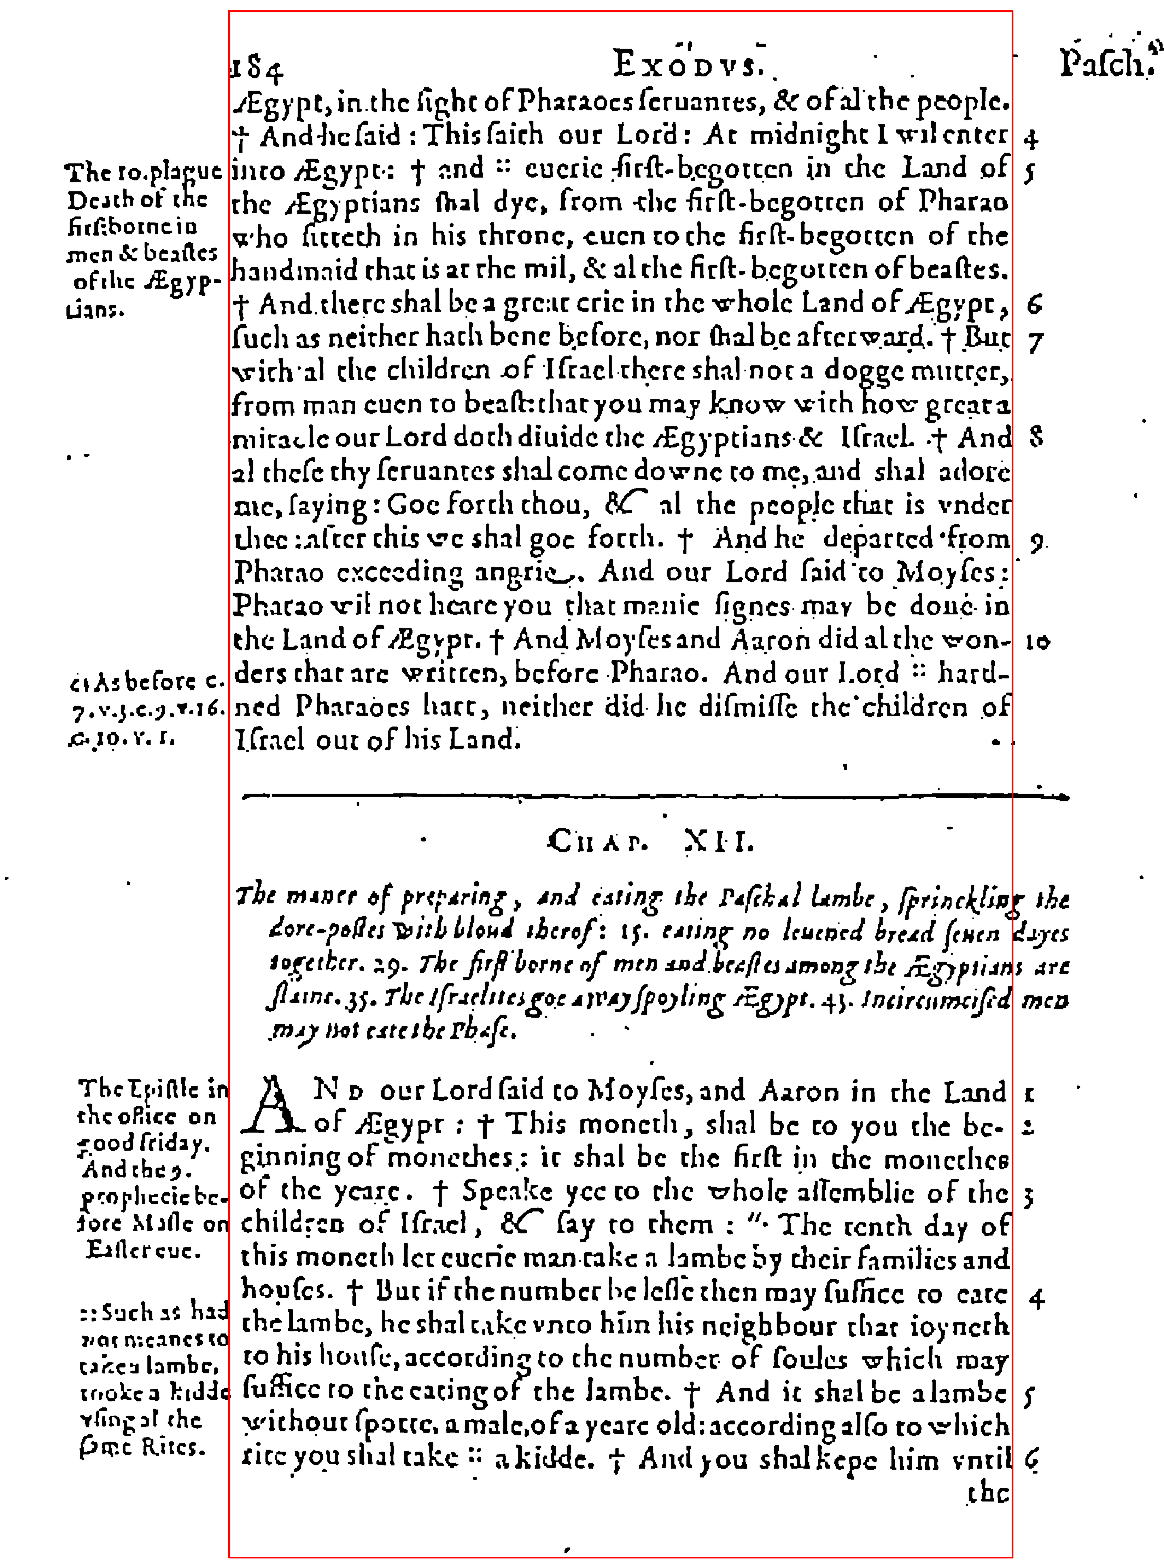 184 EXODVS. Pasch.
Ægypt, in the sight of Pharaoes seruantes, & of al the people.
† And he said: This saith our Lord: At midnight I wil enter 4
into Ægypt: † and :: euerie first-begotten in the Land of 5
the Ægyptians shal dye, from the first-begotten of Pharao
who sitteth in his throne, euen to the first-begotten of the
handmaid that is at the mil, & al the first-begotten of beastes.
† And there shal be a great crie in the whole Land of Ægypt, 6
such as neither hath bene before, nor shal be afterward. † But 7
with al the children of Israel there shal not a dogge mutter,
from man euen to beast: that you may know with how great a
miracle our Lord doth diuide the Ægyptians & Israel. † And 8
al these thy seruantes shal come downe to me, and shal adore
me, saying: Goe forth thou, & al the people that is vnder
thee: after this we shal goe forth. † And he departed from 9
Pharao exceeding angrie. And our Lord said to Moyses:
Pharao wil not heare you that manie signes may be done in
the Land of Ægypt. † And Moyses and Aaron did al the won- 10
ders that are written, before Pharao. And our Lord :: hard-
ned Pharaoes hart, neither did he dismisse the children of
Israel out of his Land.
The 10. plague
Death of the
firstborne in
men & beastes
of the Ægyp-
tians.
:: As before c.
7. v. 3. c. 9. v. 16.
c. 10. v. 1.
CHAP. XII.
The maner of preparing, and eating the Paschal lambe, sprinckling the
dore-postes with bloud therof: 15. eating no leuened bread seuen dayes
together. 29. The first borne of men and beastes among the Ægyptians are
slaine. 35. The Israelites goe away spoyling Ægypt. 43. Incircumcised men
may not eate the Phase.
AND our Lord said to Moyses, and Aaron in the Land 1
of Ægypt: † This moneth, shal be to you the be- 2
ginning of monethes: it shal be the first in the monethes
of the yeare. † Speake yee to the whole assemblie of the 3
children of Israel, & say to them: " The tenth day of
this moneth let euerie man take a lambe by their families and
houses. † But if the number be lesse then may suffice to eate 4
the lambe, he shal take vnto him his neighbour that ioyneth
to his house, according to the number of soules which may
suffice to the eating of the lambe. † And it shal be a lambe 5
without spotte, a male, of a yeare old: according also to which
rite you shal take :: a kidde. † And you shal kepe him vntil 6
the
The Epistle in
the office on
good friday.
And the 9.
prophecie be-
fore Masse on
Easter eue.
:: Such as had
not meanes to
take a lambe,
tooke a kidde
vsing al the
same Rites.